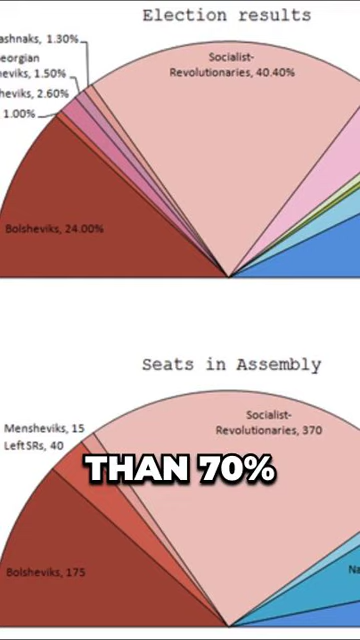 Election results
ashnaks, 1.30%
eorgian
heviks, 1.50%
heviks, 2.60%
1.00%
Socialist-
Revolutionaries, 40.40%
Bolsheviks, 24.00%
Seats in Assembly
Mensheviks, 15
Left SRs, 40
Socialist-
Revolutionaries, 370
THAN 70%
Bolsheviks, 175
Na